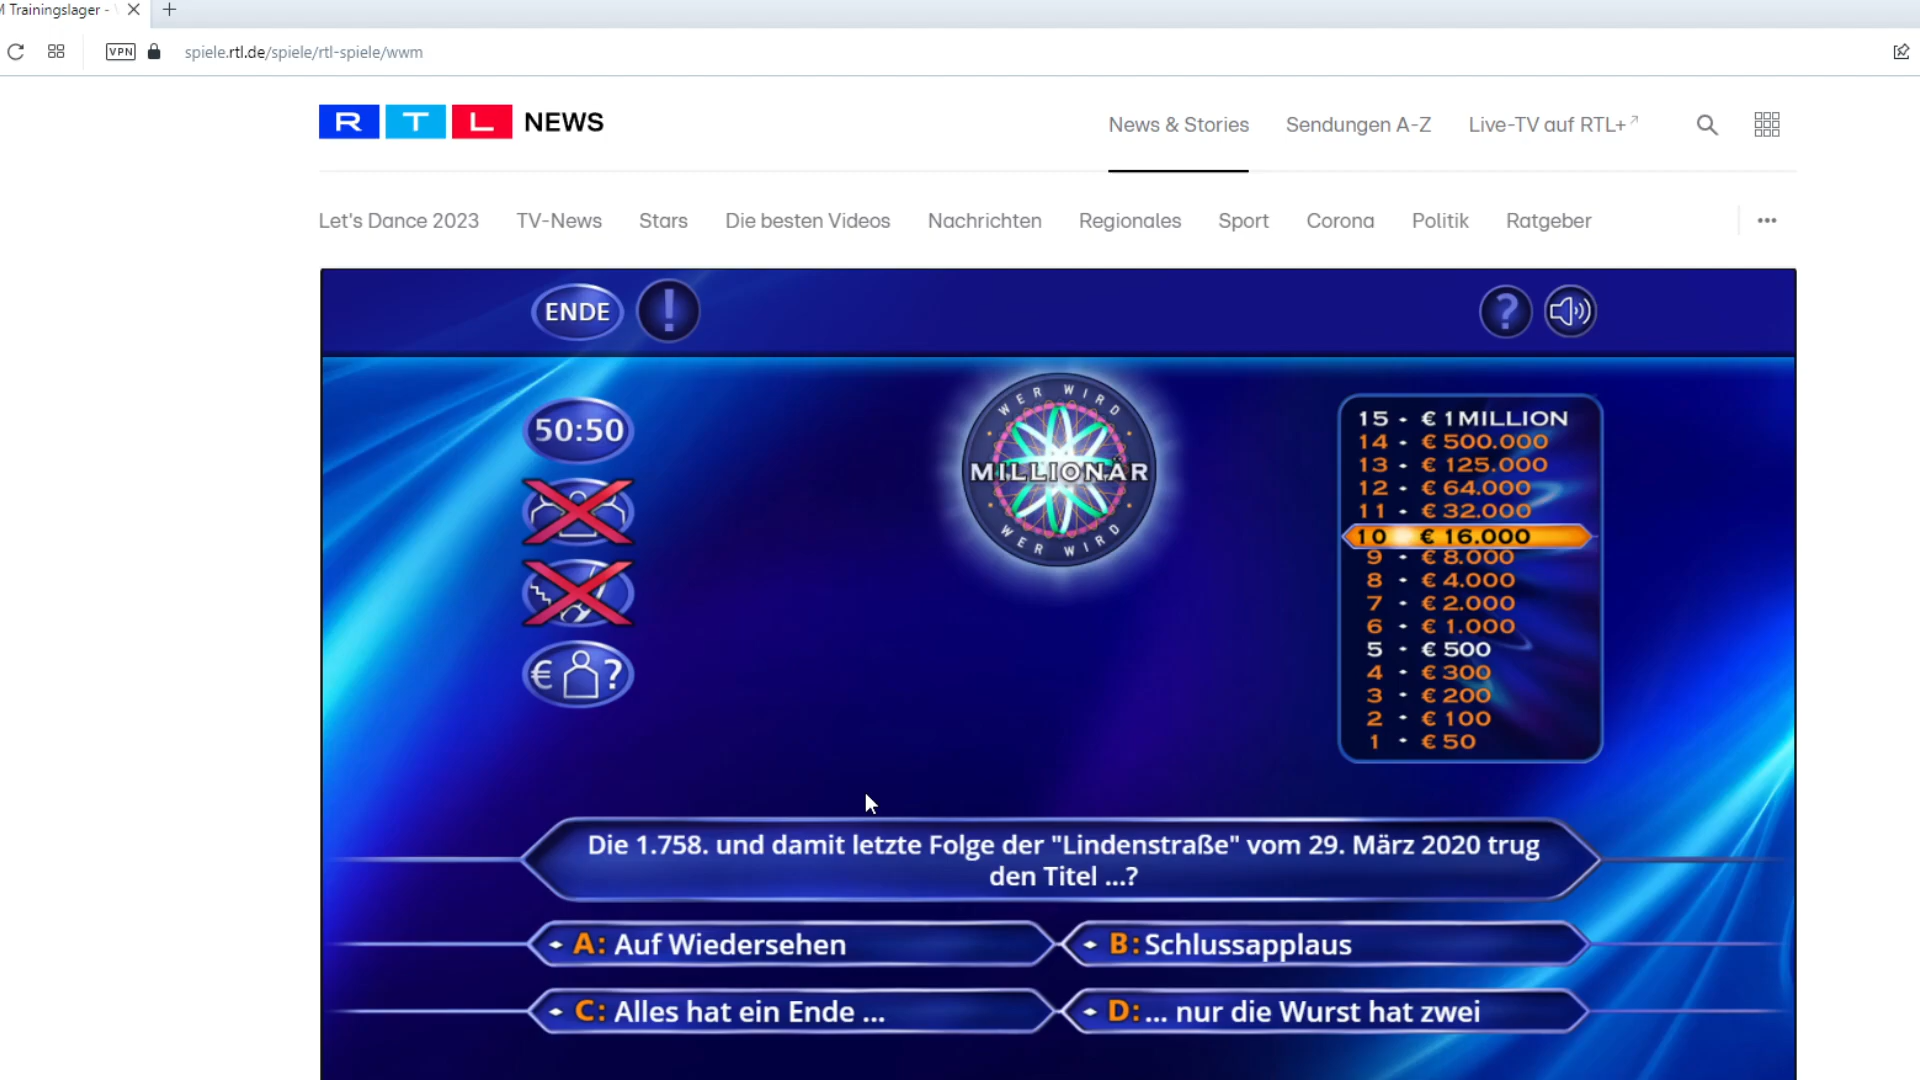 M Trainingslager -
VPN
spiele.rtl.de/spiele/rtl-spiele/wwm
RTL NEWS
News & Stories
Sendungen A-Z
Live-TV auf RTL+
Let's Dance 2023
TV-News
Stars
Die besten Videos
Nachrichten
Regionales
Sport
Corona
Politik
Ratgeber
ENDE
!
?
50:50
€ ?
WER WIRD
MILLIONÄR
WER WIRD
15 • € 1 MILLION
14 • € 500.000
13 • € 125.000
12 • € 64.000
11 • € 32.000
10 € 16.000
9 • € 8.000
8 • € 4.000
7 • € 2.000
6 • € 1.000
5 • € 500
4 • € 300
3 • € 200
2 • € 100
1 • € 50
Die 1.758. und damit letzte Folge der "Lindenstraße" vom 29. März 2020 trug
den Titel ...?
A: Auf Wiedersehen
B: Schlussapplaus
C: Alles hat ein Ende ...
D: ... nur die Wurst hat zwei